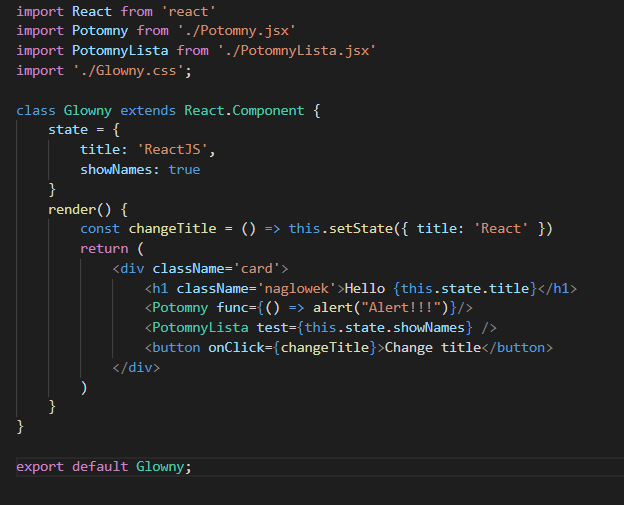 import React from 'react'
import Potomny from './Potomny.jsx'
import PotomnyLista from './PotomnyLista.jsx'
import './Glowny.css';
class Glowny extends React.Component {
state = {
title: 'ReactJS',
showNames: true
}
render() {
const changeTitle = () => this.setState({ title: 'React' })
return (
<div className='card'>
<h1 className='naglowek'>Hello {this.state.title}</h1>
<Potomny func={() => alert("Alert!!!")}/>
<PotomnyLista test={this.state.showNames} />
<button onClick={changeTitle}>Change title</button>
</div>
)
}
}
export default Glowny;